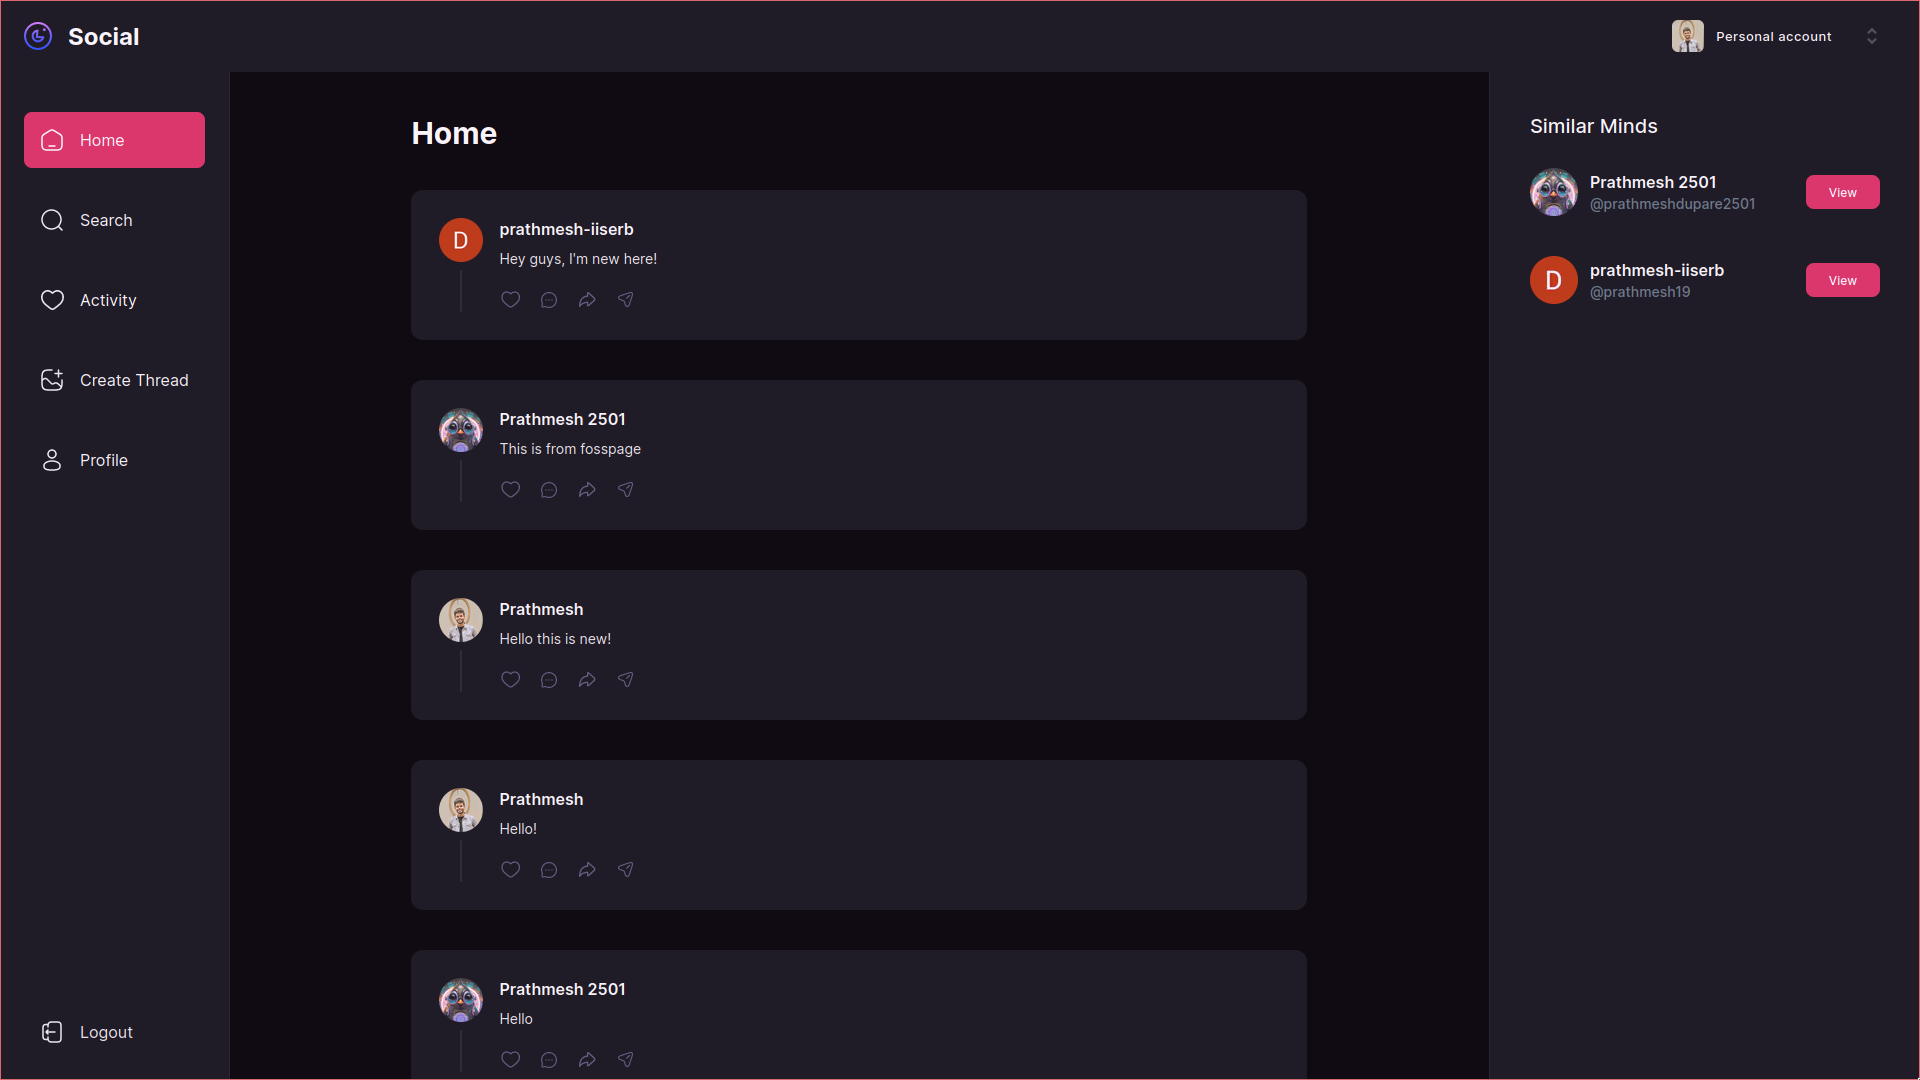 Social
Personal account
Home
Search
Activity
Create Thread
Profile
Logout
Home
D
prathmesh-iiserb
Hey guys, I'm new here!
Prathmesh 2501
This is from fosspage
Prathmesh
Hello this is new!
Prathmesh
Hello!
Prathmesh 2501
Hello
Similar Minds
Prathmesh 2501
@prathmeshdupare2501
View
D
prathmesh-iiserb
@prathmesh19
View